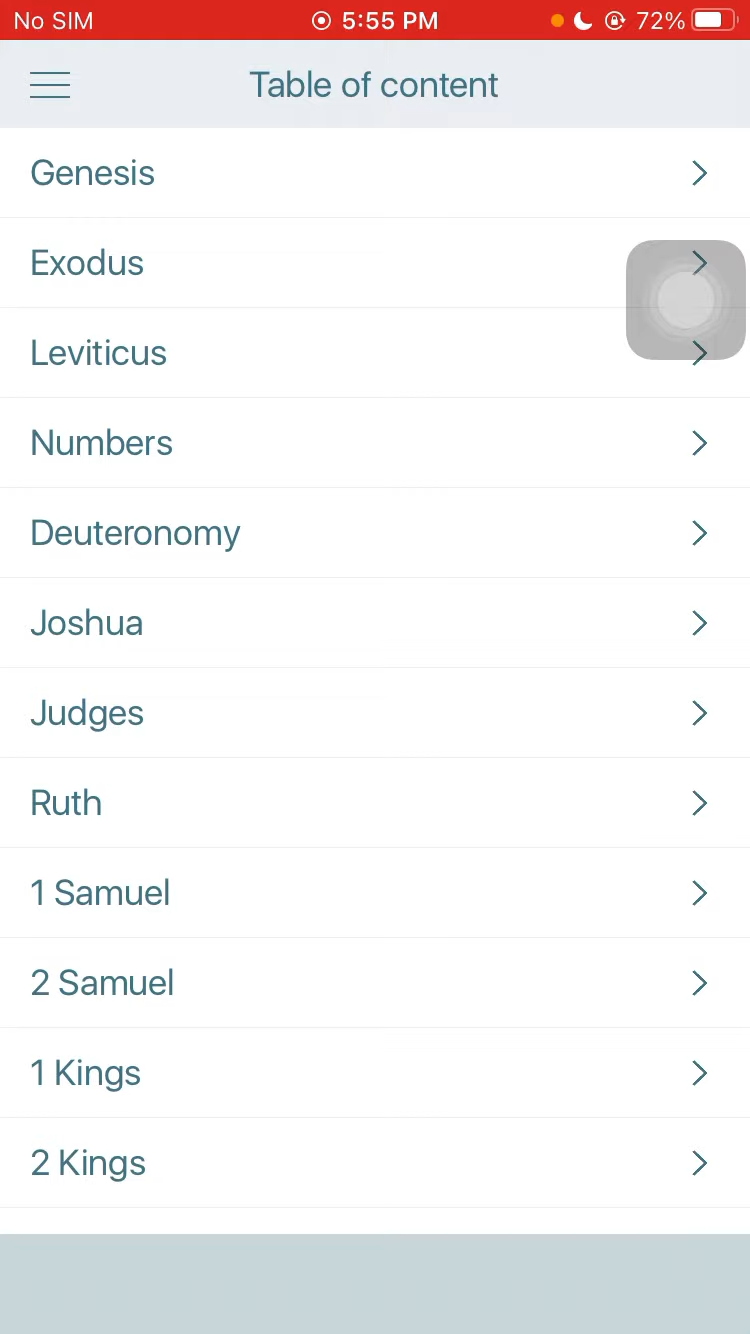 No SIM 5:55 PM 72%
Table of content
Genesis
Exodus
Leviticus
Numbers
Deuteronomy
Joshua
Judges
Ruth
1 Samuel
2 Samuel
1 Kings
2 Kings